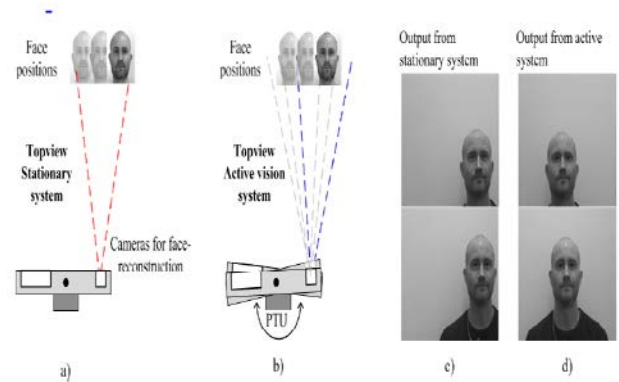 Face
positions
Topview
Stationary
system
Cameras for face-
reconstruction
a)
Face
positions
Topview
Active vision
system
PTU
b)
Output from
stationary system
c)
Output from active
system
d)